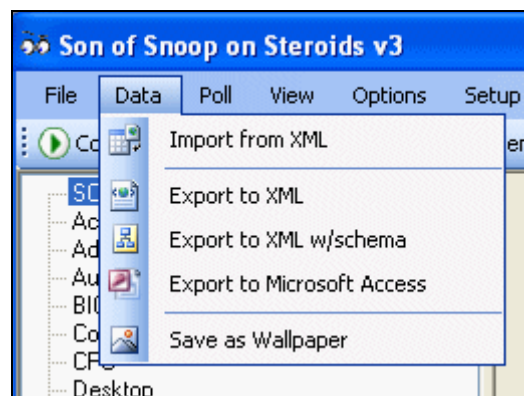 Son of Snoop on Steroids v3
File Data Poll View Options Setup
Import from XML
Export to XML
Export to XML w/schema
Export to Microsoft Access
Save as Wallpaper
Desktop